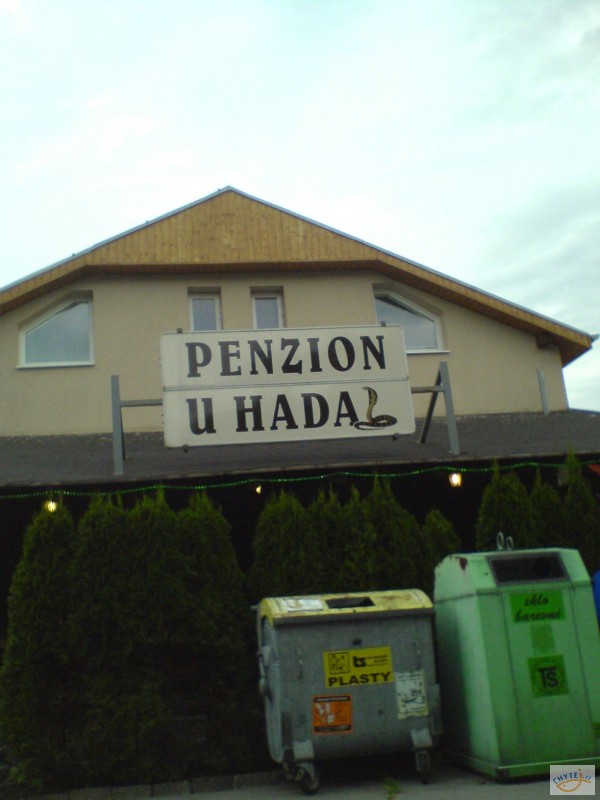 PENZION
U HADA
PLASTY
sklo
barevné
TS